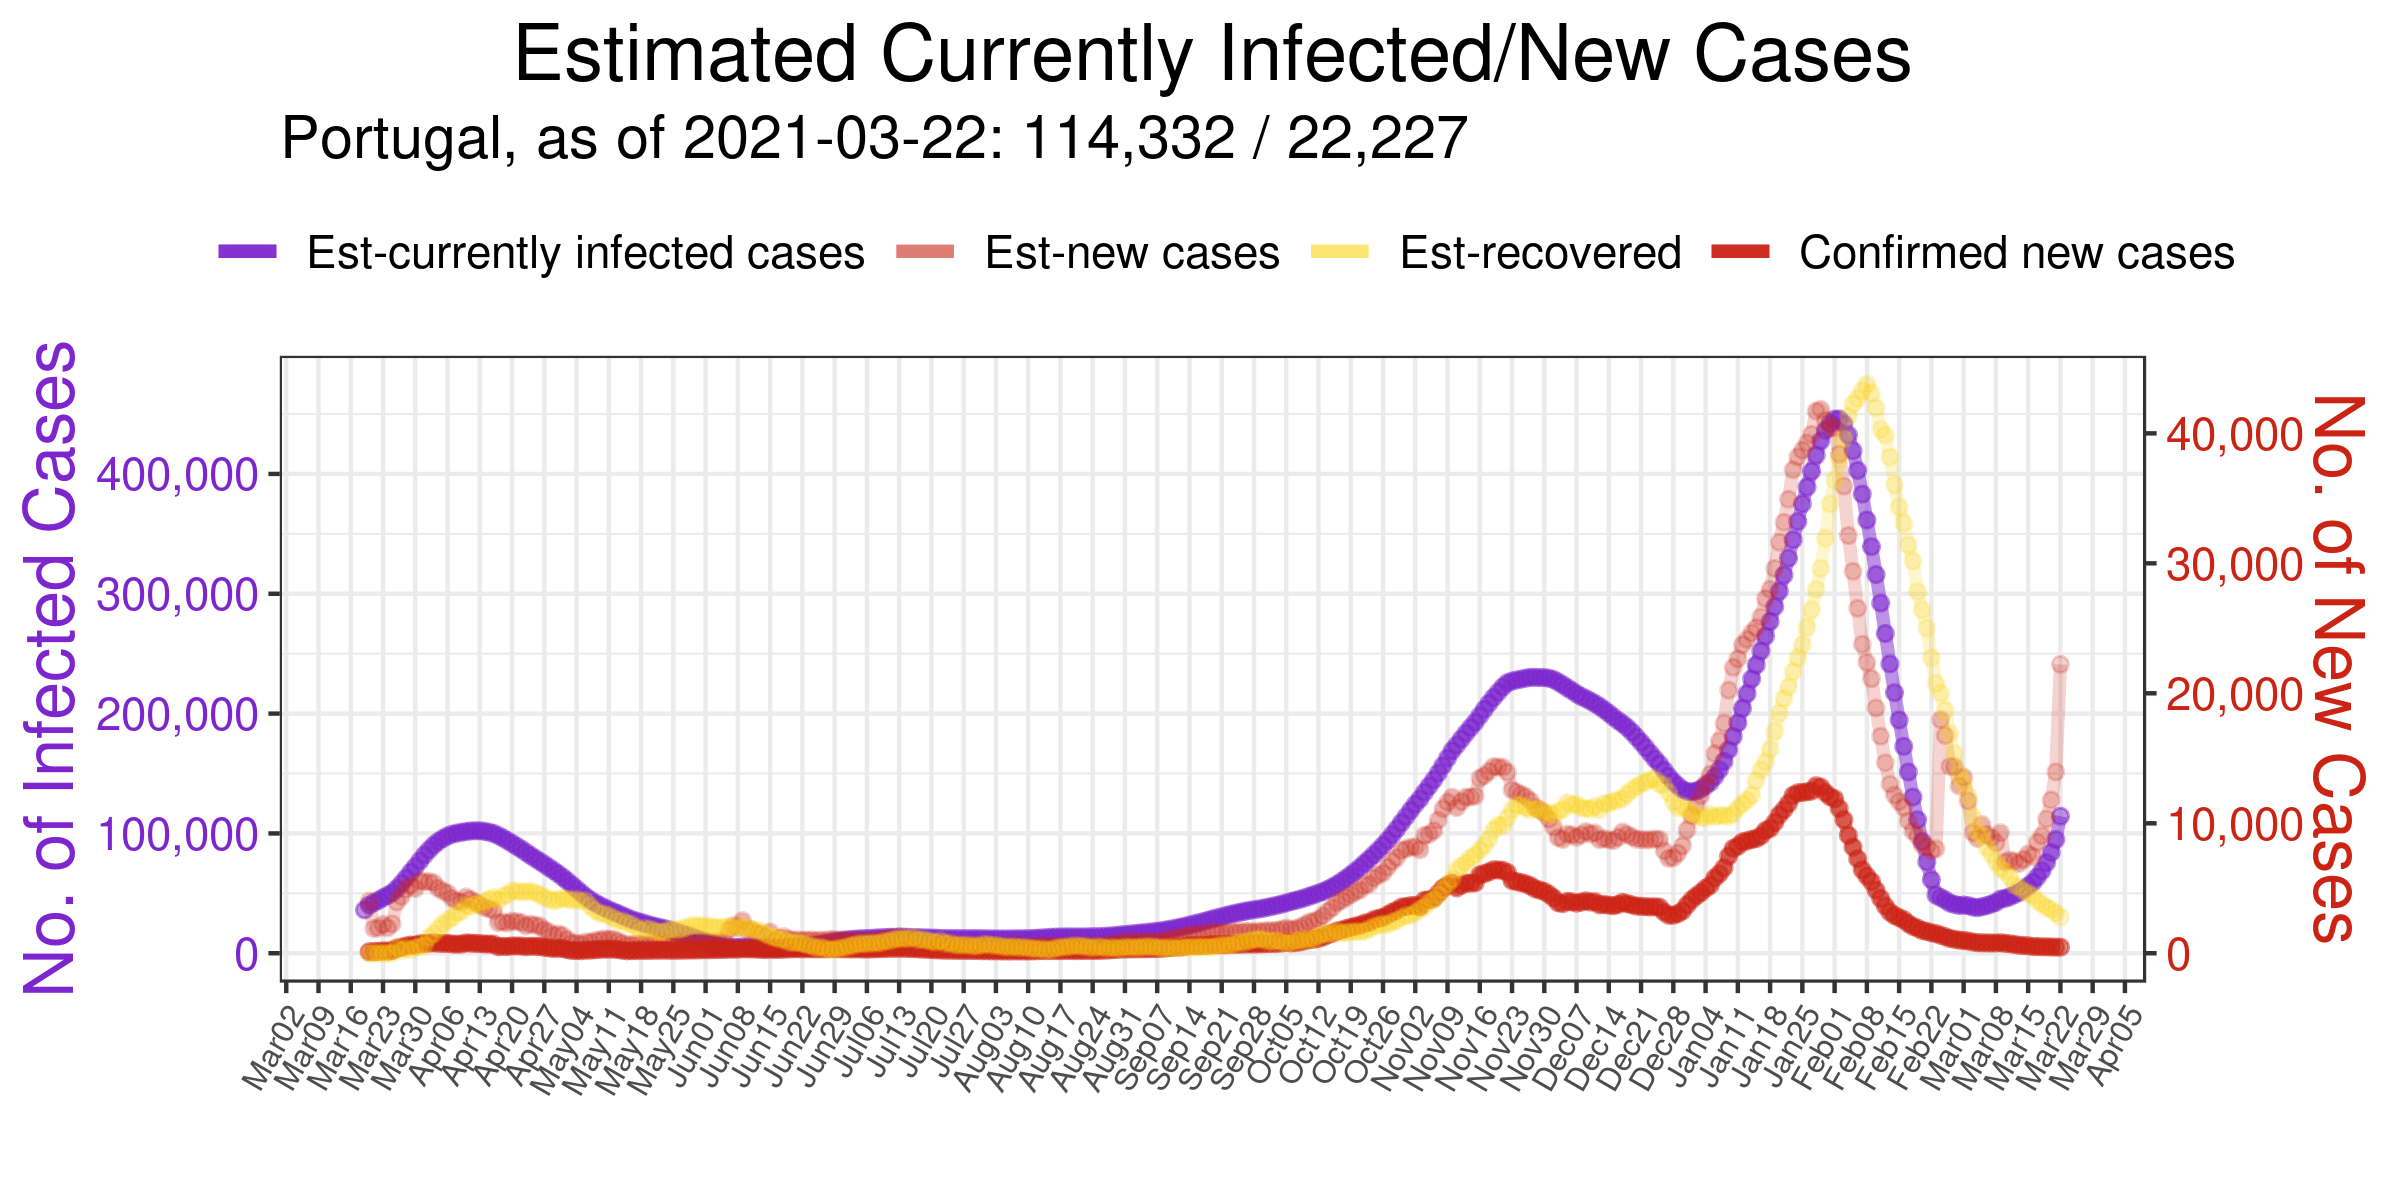 Estimated Currently Infected/New Cases
Portugal, as of 2021-03-22: 114,332 / 22,227
Est-currently infected cases
Est-new cases
Est-recovered
Confirmed new cases
No. of Infected Cases
400,000
300,000
200,000
100,000
0
40,000
30,000
20,000
10,000
0
No. of New Cases
Mar02
Mar09
Mar16
Mar23
Mar30
Apr06
Apr13
Apr20
Apr27
May04
May11
May18
May25
Jun01
Jun08
Jun15
Jun22
Jun29
Jul06
Jul13
Jul20
Jul27
Aug03
Aug10
Aug17
Aug24
Aug31
Sep07
Sep14
Sep21
Sep28
Oct05
Oct12
Oct19
Oct26
Nov02
Nov09
Nov16
Nov23
Nov30
Dec07
Dec14
Dec21
Dec28
Jan04
Jan11
Jan18
Jan25
Feb01
Feb08
Feb15
Feb22
Mar01
Mar08
Mar15
Mar22
Mar29
Apr05